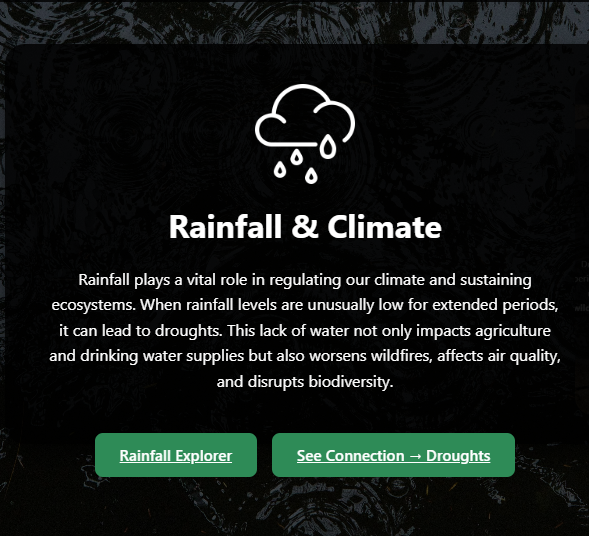 Rainfall & Climate
Rainfall plays a vital role in regulating our climate and sustaining
ecosystems. When rainfall levels are unusually low for extended periods,
it can lead to droughts. This lack of water not only impacts agriculture
and drinking water supplies but also worsens wildfires, affects air quality,
and disrupts biodiversity.
Rainfall Explorer
See Connection → Droughts